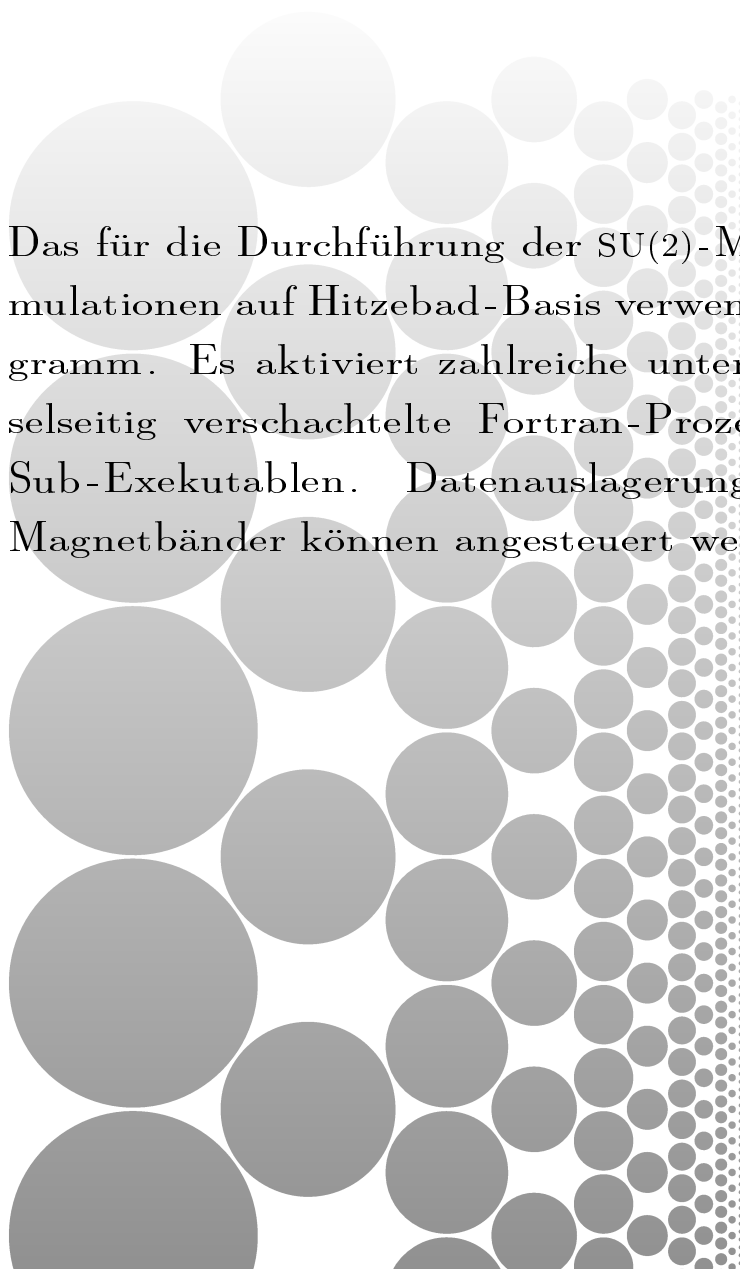 Das für die Durchführung der SU(2)-M
mulationen auf Hitzebad-Basis verwen
gramm. Es aktiviert zahlreiche unter
selseitig verschachtelte Fortran-Proze
Sub-Exekutablen. Datenauslagerung
Magnetbänder können angesteuert we